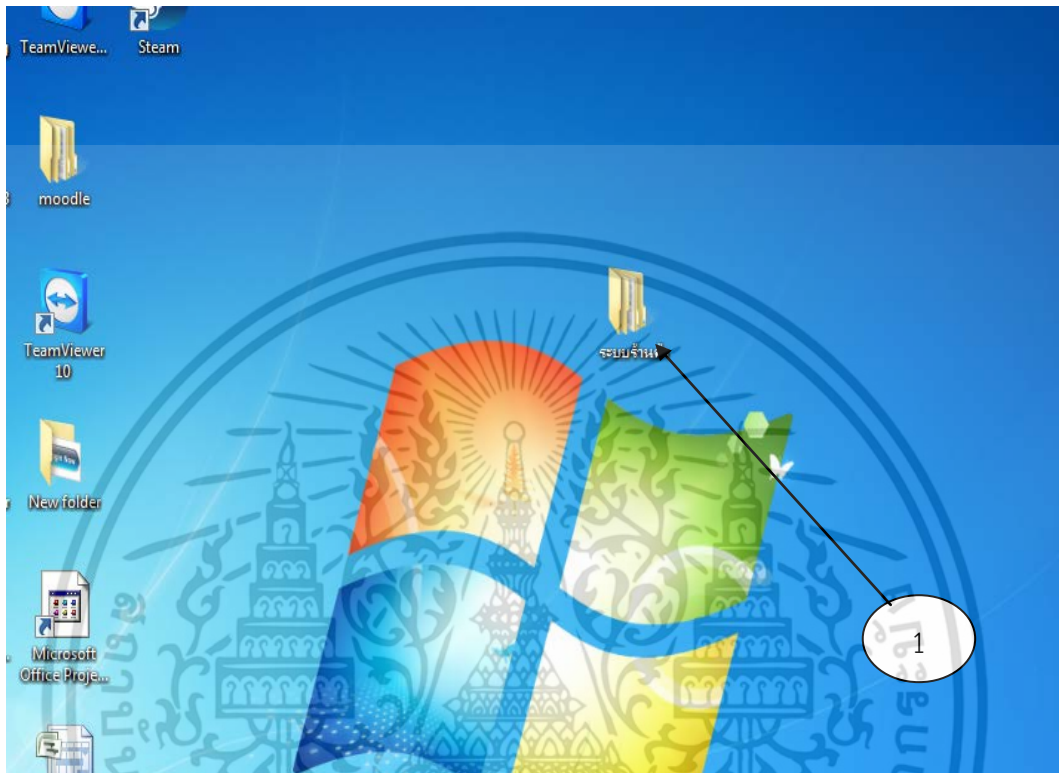 TeamViewe...
Steam
moodle
TeamViewer
10
ระบบร้าน
New folder
Microsoft
Office Proje...
1